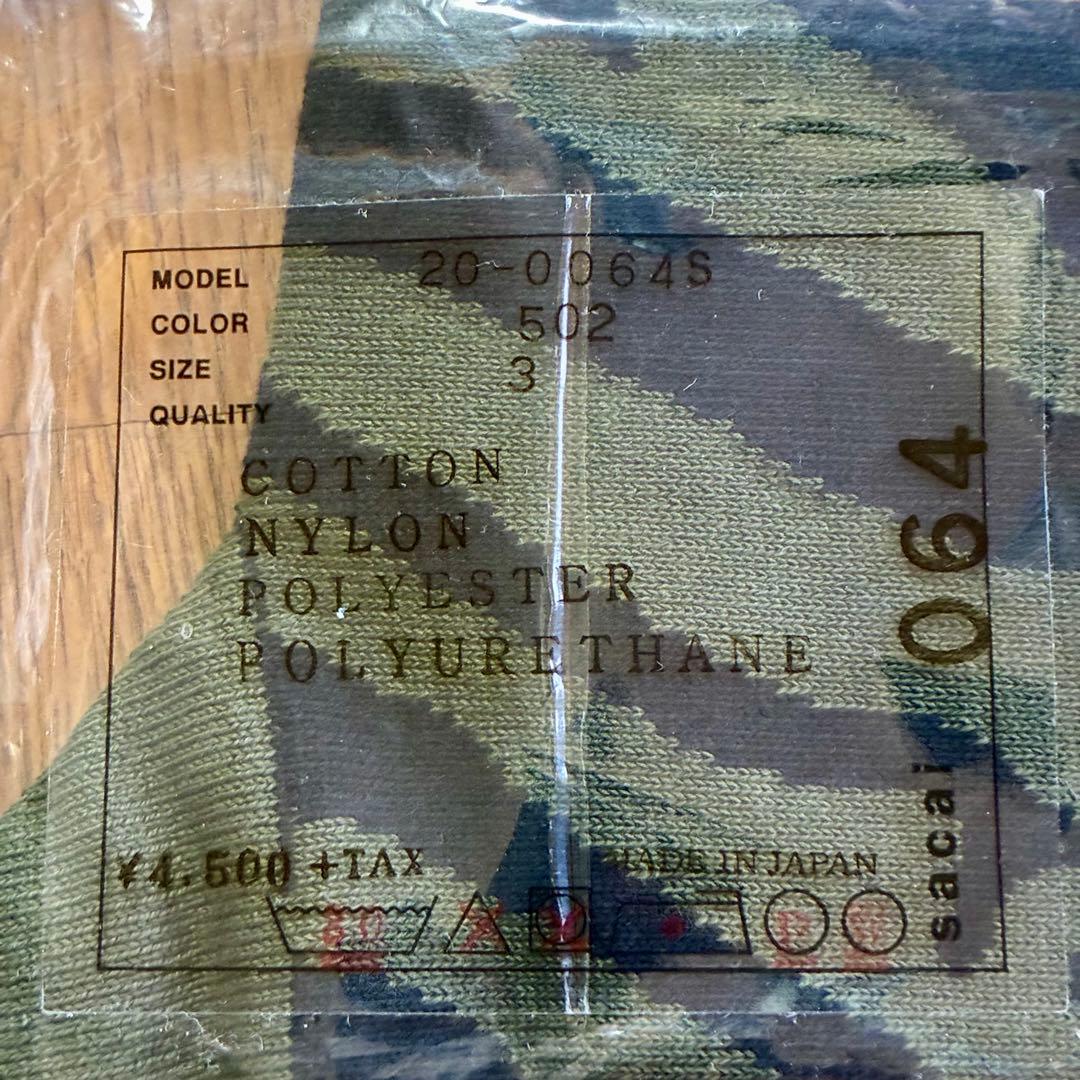 MODEL 20-0064S
COLOR 502
SIZE 3
QUALITY
COTTON
NYLON
POLYESTER
POLYURETHANE
¥4,500 +TAX
MADE IN JAPAN
sacai 064